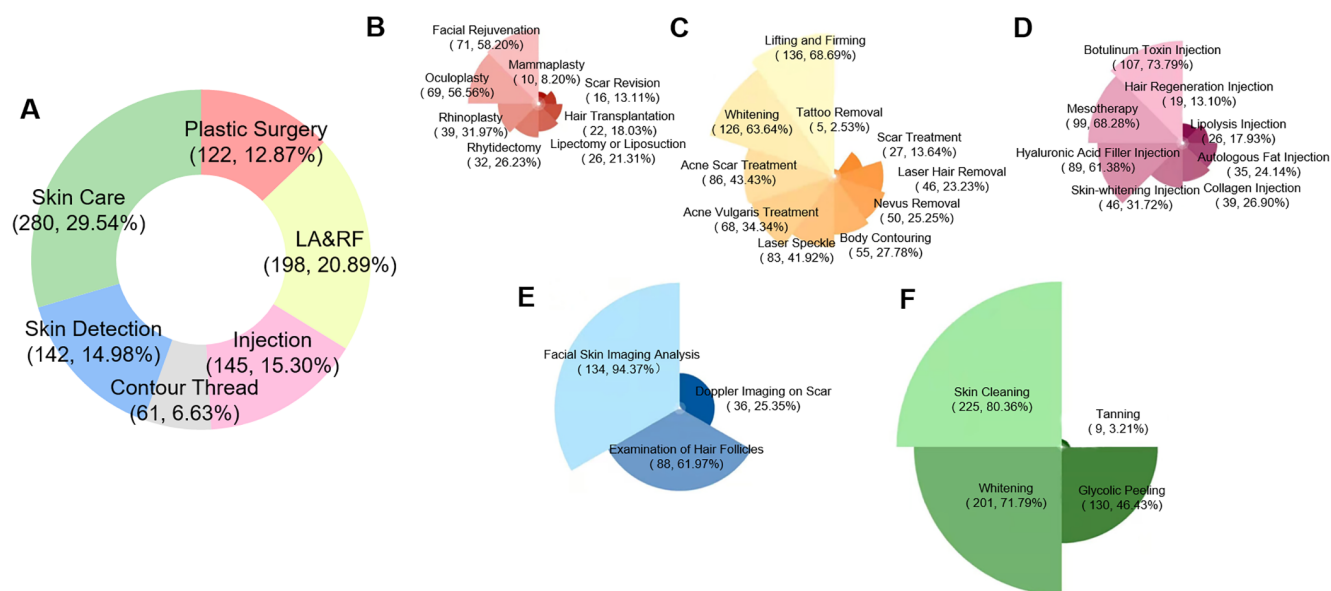 A
Plastic Surgery
(122, 12.87%)
LA&RF
(198, 20.89%)
Injection
(145, 15.30%)
Contour Thread
(61, 6.63%)
Skin Detection
(142, 14.98%)
Skin Care
(280, 29.54%)
B
Facial Rejuvenation
( 71, 58.20%)
Mammaplasty
( 10, 8.20%)
Scar Revision
( 16, 13.11%)
Oculoplasty
( 69, 56.56%)
Hair Transplantation
( 22, 18.03%)
Rhinoplasty
( 39, 31.97%)
Lipectomy or Liposuction
( 26, 21.31%)
Rhytidectomy
( 32, 26.23%)
C
Lifting and Firming
( 136, 68.69%)
Tattoo Removal
( 5, 2.53%)
Whitening
( 126, 63.64%)
Scar Treatment
( 27, 13.64%)
Acne Scar Treatment
( 86, 43.43%)
Laser Hair Removal
( 46, 23.23%)
Nevus Removal
( 50, 25.25%)
Acne Vulgaris Treatment
( 68, 34.34%)
Body Contouring
( 55, 27.78%)
Laser Speckle
( 83, 41.92%)
D
Botulinum Toxin Injection
( 107, 73.79%)
Hair Regeneration Injection
( 19, 13.10%)
Mesotherapy
( 99, 68.28%)
Lipolysis Injection
( 26, 17.93%)
Hyaluronic Acid Filler Injection
( 89, 61.38%)
Autologous Fat Injection
( 35, 24.14%)
Skin-whitening Injection
( 46, 31.72%)
Collagen Injection
( 39, 26.90%)
E
Facial Skin Imaging Analysis
( 134, 94.37%)
Doppler Imaging on Scar
( 36, 25.35%)
Examination of Hair Follicles
( 88, 61.97%)
F
Skin Cleaning
( 225, 80.36%)
Tanning
( 9, 3.21%)
Whitening
( 201, 71.79%)
Glycolic Peeling
( 130, 46.43%)